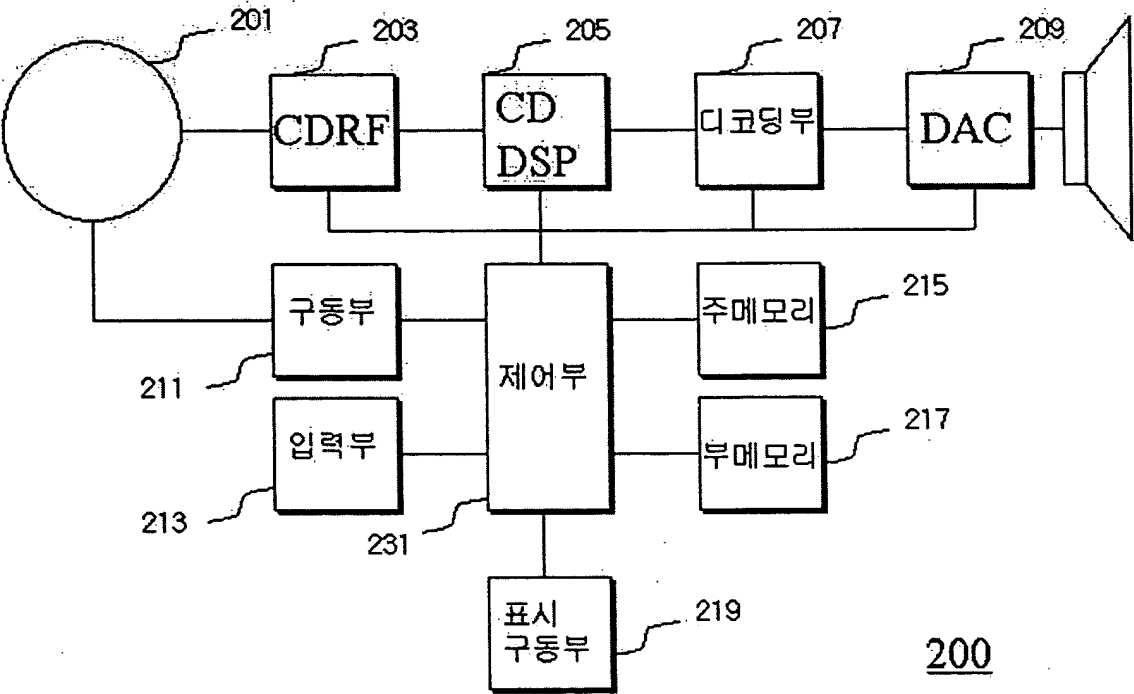 201
203
205
207
209
CDRF
CD
DSP
디코딩부
DAC
구동부
211
제어부
231
주메모리
215
입력부
213
부메모리
217
표시
구동부
219
200